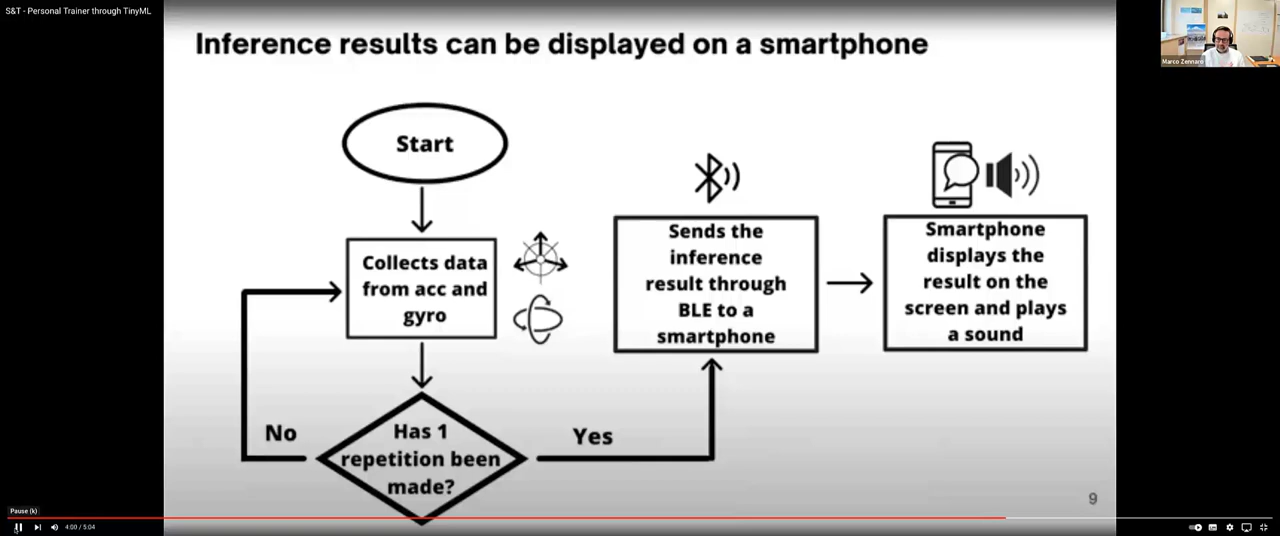 S&T - Personal Trainer through TinyML
Marco Zennaro
Inference results can be displayed on a smartphone
Start
Collects data
from acc and
gyro
Has 1
repetition been
made?
No
Yes
Sends the
inference
result through
BLE to a
smartphone
Smartphone
displays the
result on the
screen and plays
a sound
9
Pause (k)
4:00 / 5:04